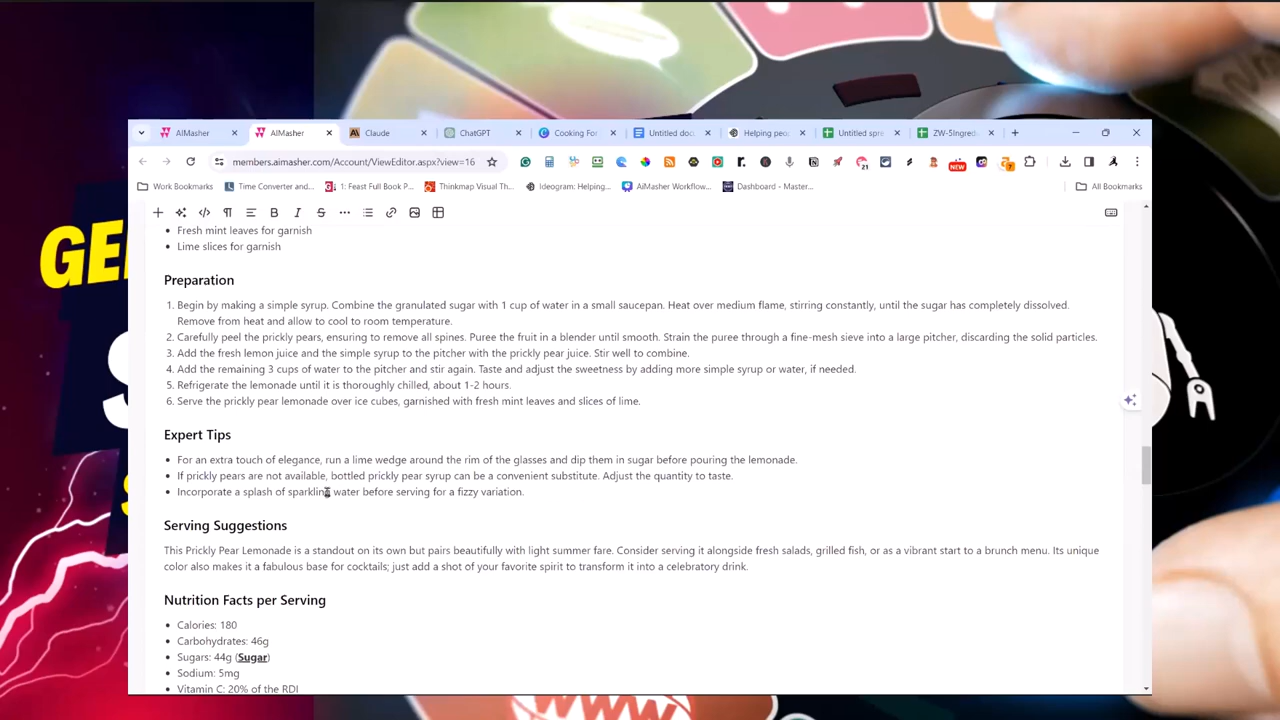 AIMasher
AIMasher
Claude
ChatGPT
Cooking For
Untitled doc
Helping peo
Untitled spr
ZW-5Ingred
members.aimasher.com/Account/ViewEditor.aspx?view=16
NEW
21
7
Work Bookmarks
Time Converter and...
1: Feast Full Book P...
Thinkmap Visual Th...
Ideogram: Helping...
AiMasher Workflow...
Dashboard - Master...
All Bookmarks
• Fresh mint leaves for garnish
• Lime slices for garnish
Preparation
1. Begin by making a simple syrup. Combine the granulated sugar with 1 cup of water in a small saucepan. Heat over medium flame, stirring constantly, until the sugar has completely dissolved.
Remove from heat and allow to cool to room temperature.
2. Carefully peel the prickly pears, ensuring to remove all spines. Puree the fruit in a blender until smooth. Strain the puree through a fine-mesh sieve into a large pitcher, discarding the solid particles.
3. Add the fresh lemon juice and the simple syrup to the pitcher with the prickly pear juice. Stir well to combine.
4. Add the remaining 3 cups of water to the pitcher and stir again. Taste and adjust the sweetness by adding more simple syrup or water, if needed.
5. Refrigerate the lemonade until it is thoroughly chilled, about 1-2 hours.
6. Serve the prickly pear lemonade over ice cubes, garnished with fresh mint leaves and slices of lime.
Expert Tips
• For an extra touch of elegance, run a lime wedge around the rim of the glasses and dip them in sugar before pouring the lemonade.
• If prickly pears are not available, bottled prickly pear syrup can be a convenient substitute. Adjust the quantity to taste.
• Incorporate a splash of sparkling water before serving for a fizzy variation.
Serving Suggestions
This Prickly Pear Lemonade is a standout on its own but pairs beautifully with light summer fare. Consider serving it alongside fresh salads, grilled fish, or as a vibrant start to a brunch menu. Its unique
color also makes it a fabulous base for cocktails; just add a shot of your favorite spirit to transform it into a celebratory drink.
Nutrition Facts per Serving
• Calories: 180
• Carbohydrates: 46g
• Sugars: 44g (Sugar)
• Sodium: 5mg
• Vitamin C: 20% of the RDI
GE
WWW